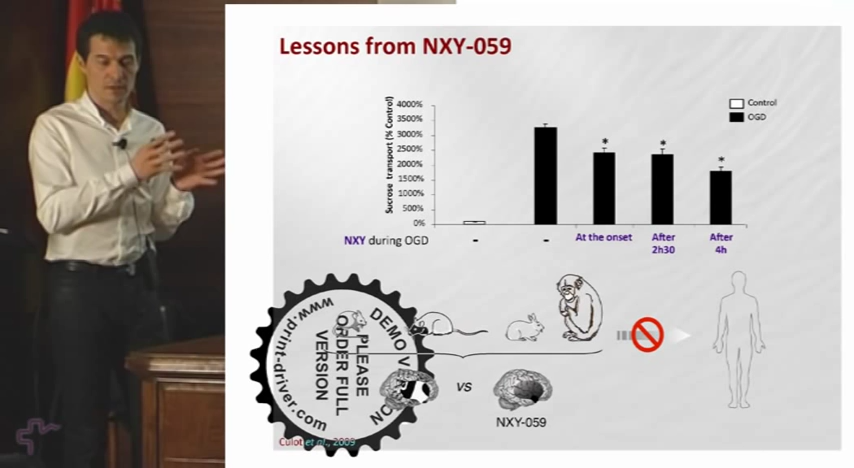 Lessons from NXY-059
Sucrose transport (% Control)
4000%
3500%
3000%
2500%
2000%
1500%
1000%
500%
0%
Control
OGD
* * *
NXY during OGD - - At the onset After 2h30 After 4h
www.print-driver.com
DEMO V
PLEASE
ORDER FULL
VERSION
NO
vs
NXY-059
Culot et al., 2009